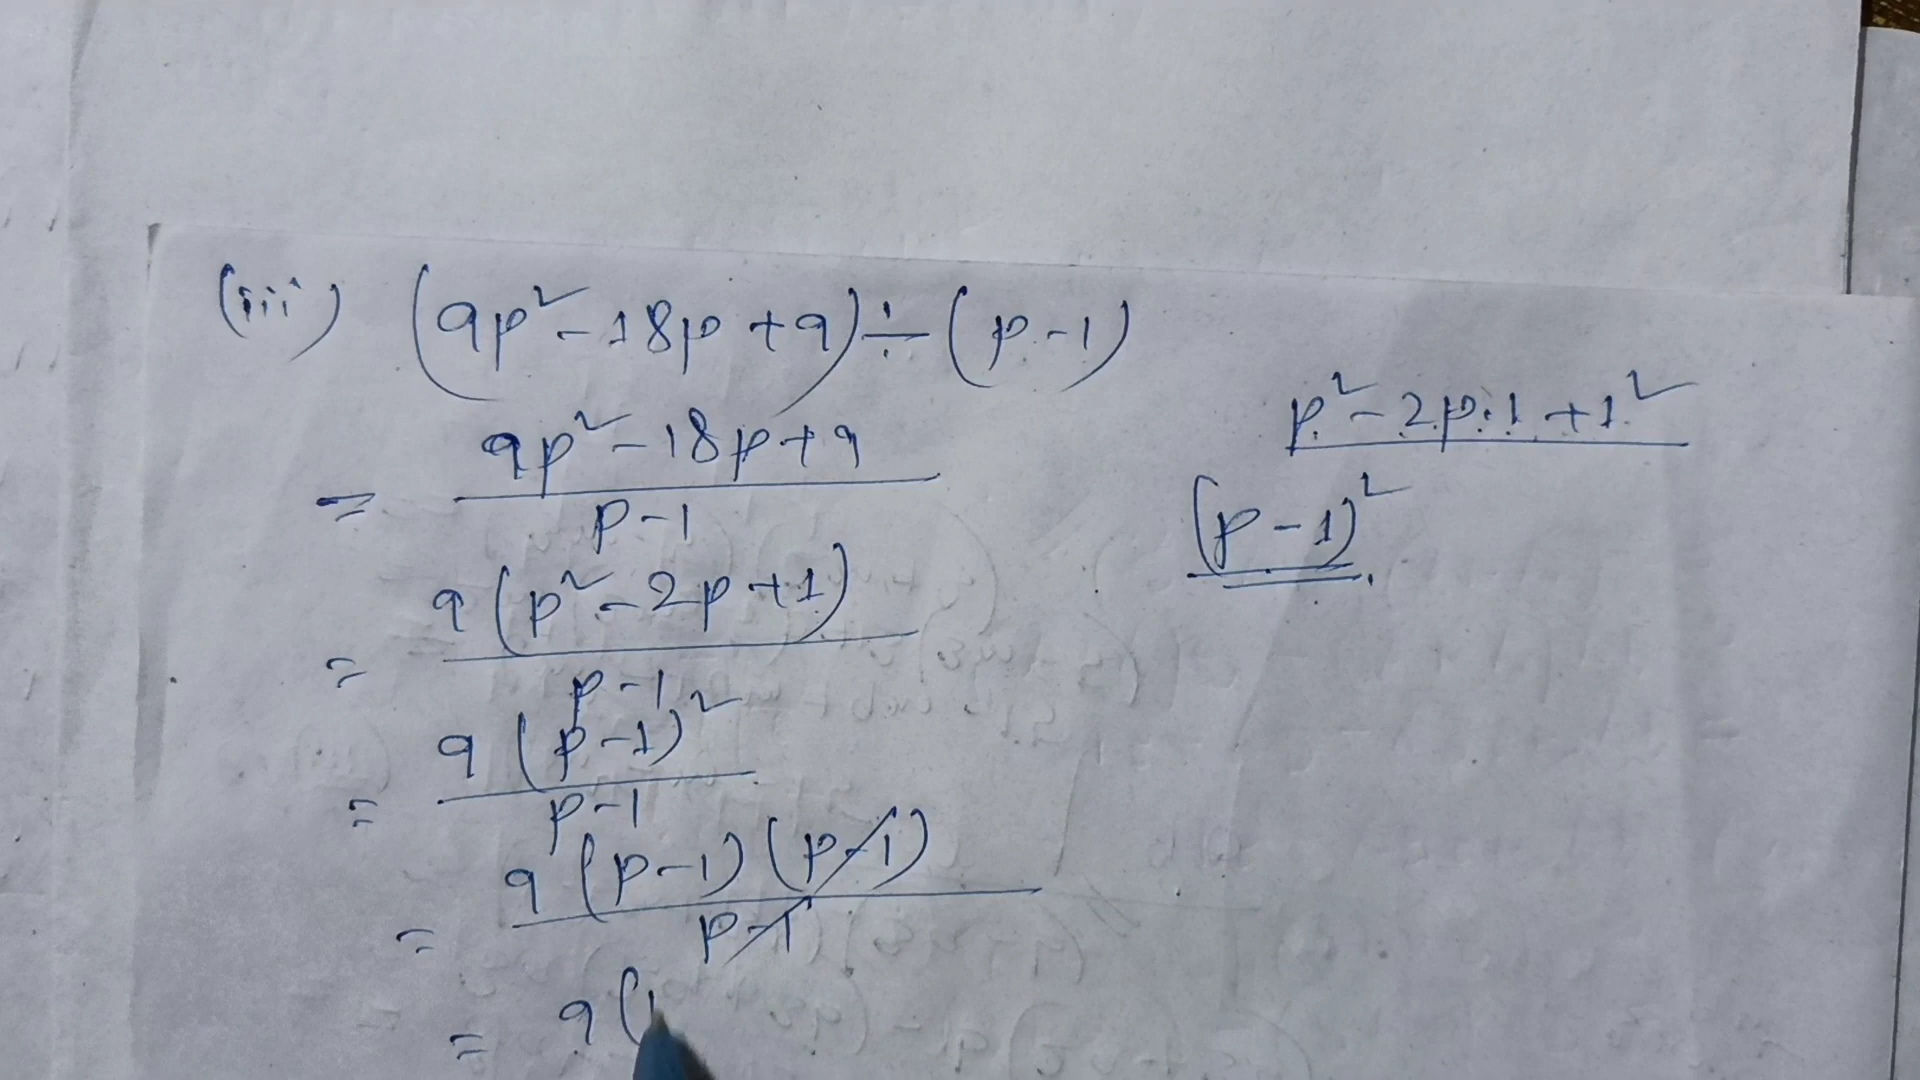 (iii) (9p² - 18p + 9) ÷ (p - 1)
= 9p² - 18p + 9 / p - 1
= 9(p² - 2p + 1) / p - 1
= 9(p - 1)² / p - 1
= 9(p - 1)(p - 1) / p - 1
= 9(
p² - 2p.1 + 1²
(p - 1)².